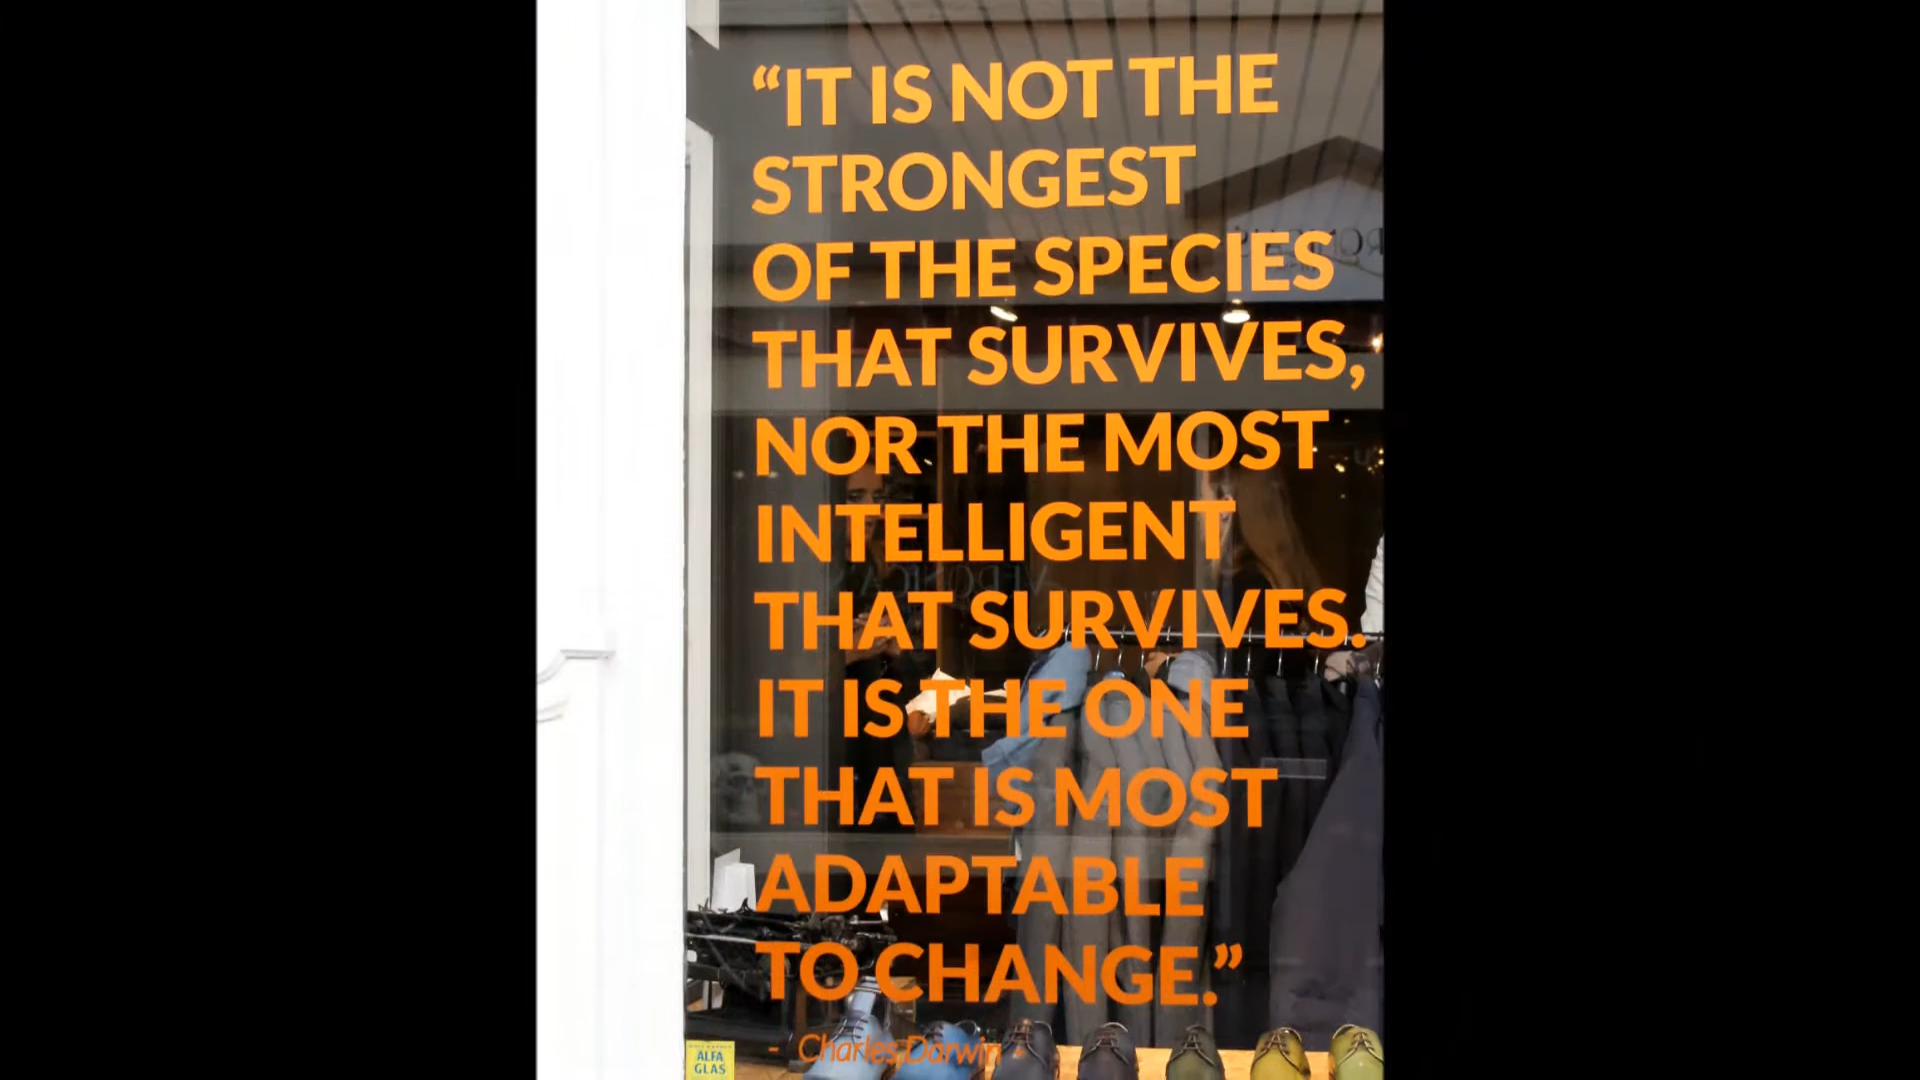 “IT IS NOT THE
STRONGEST
OF THE SPECIES
THAT SURVIVES,
NOR THE MOST
INTELLIGENT
THAT SURVIVES.
IT IS THE ONE
THAT IS MOST
ADAPTABLE
TO CHANGE.”
- Charles Darwin -
ALFA
GLAS